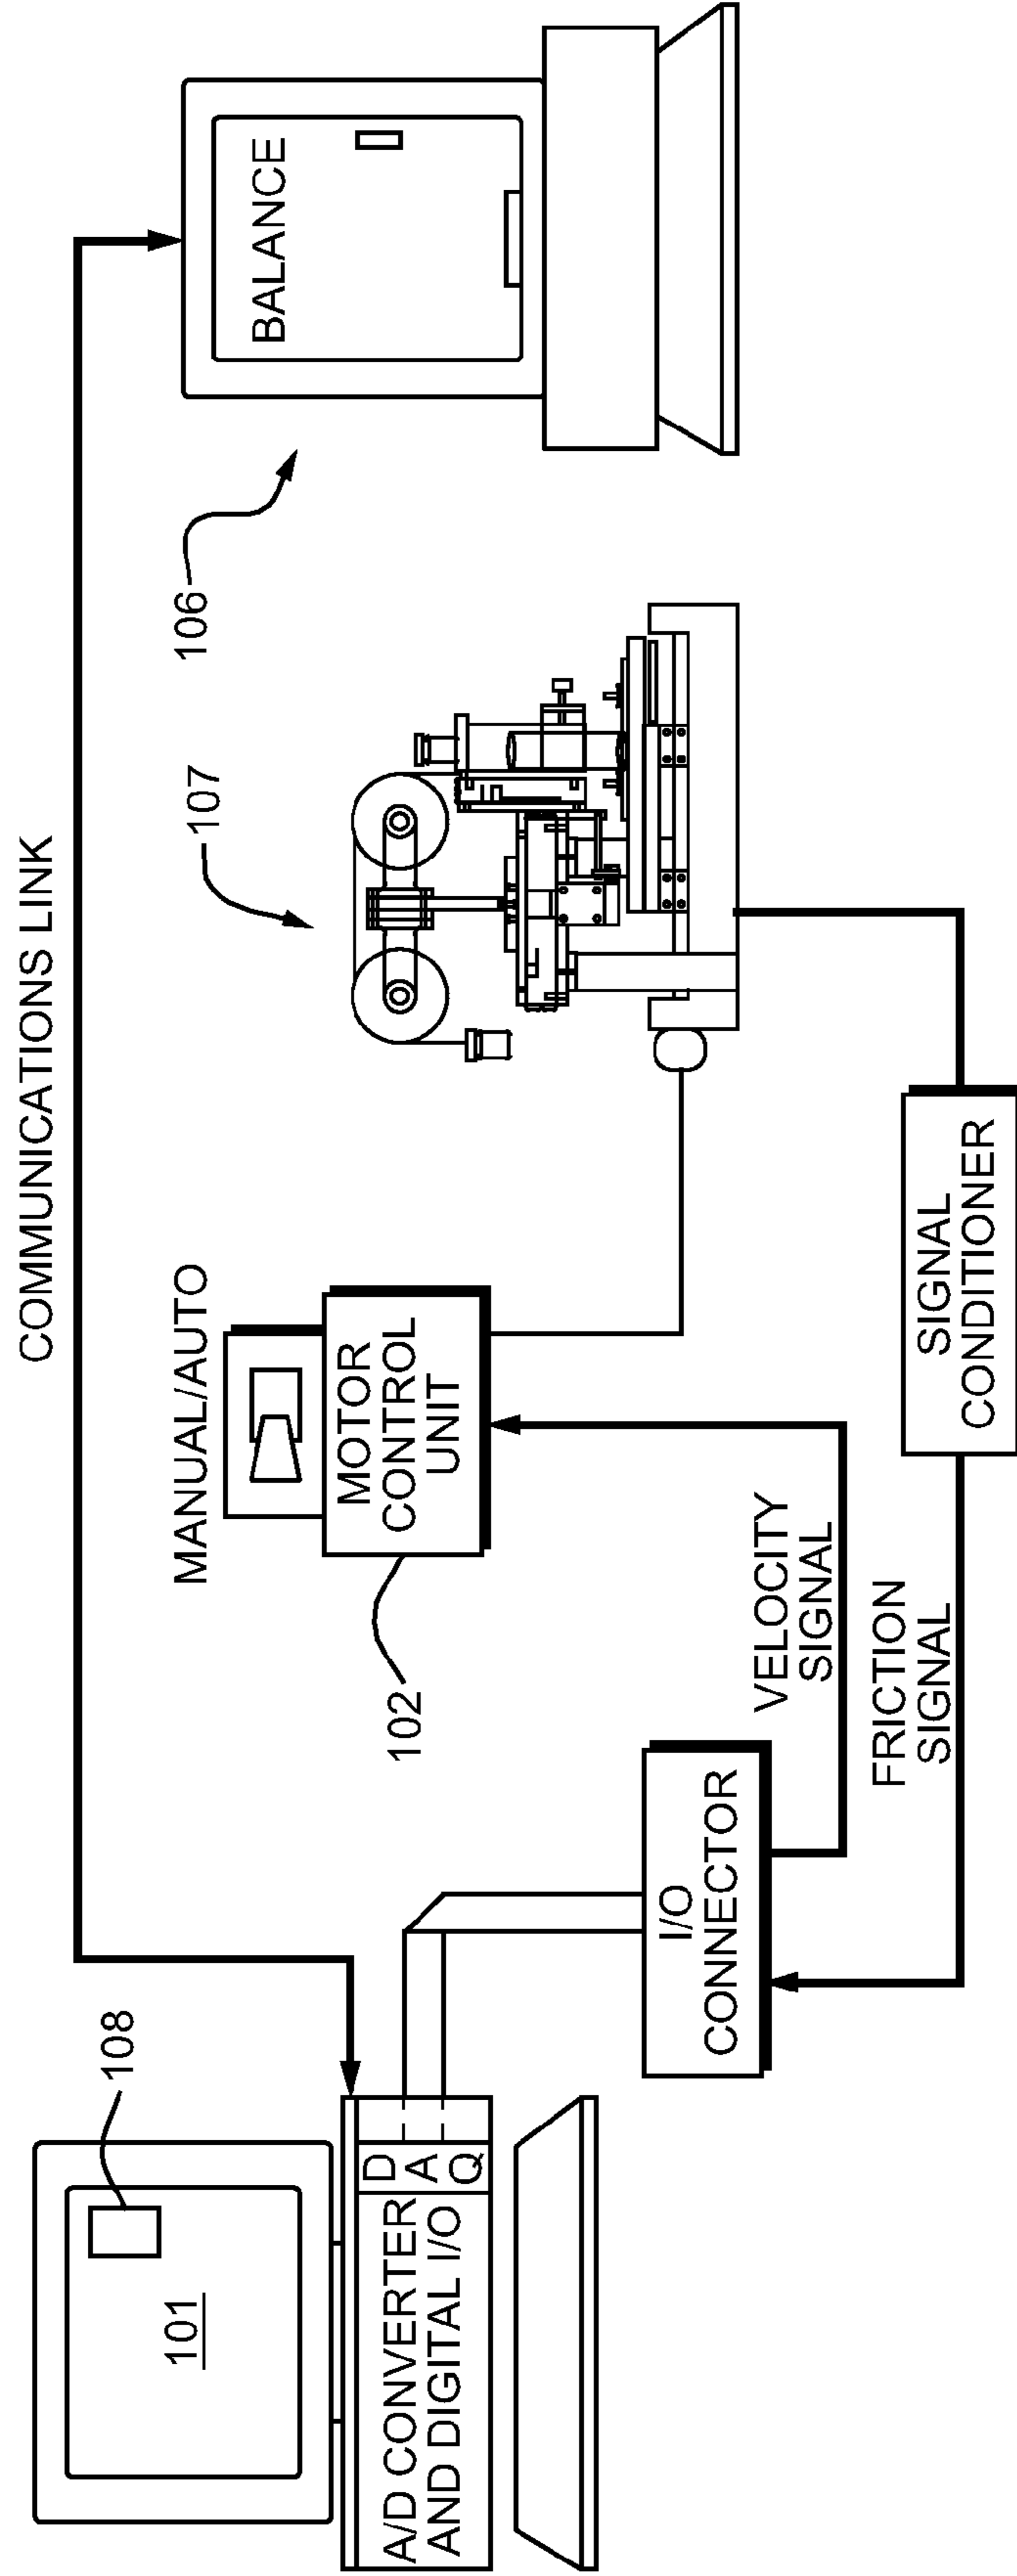 COMMUNICATIONS LINK
108
101
A/D CONVERTER
AND DIGITAL I/O
D
A
Q
MANUAL/AUTO
MOTOR
CONTROL
UNIT
102
107
106
BALANCE
I/O
CONNECTOR
VELOCITY
SIGNAL
FRICTION
SIGNAL
SIGNAL
CONDITIONER